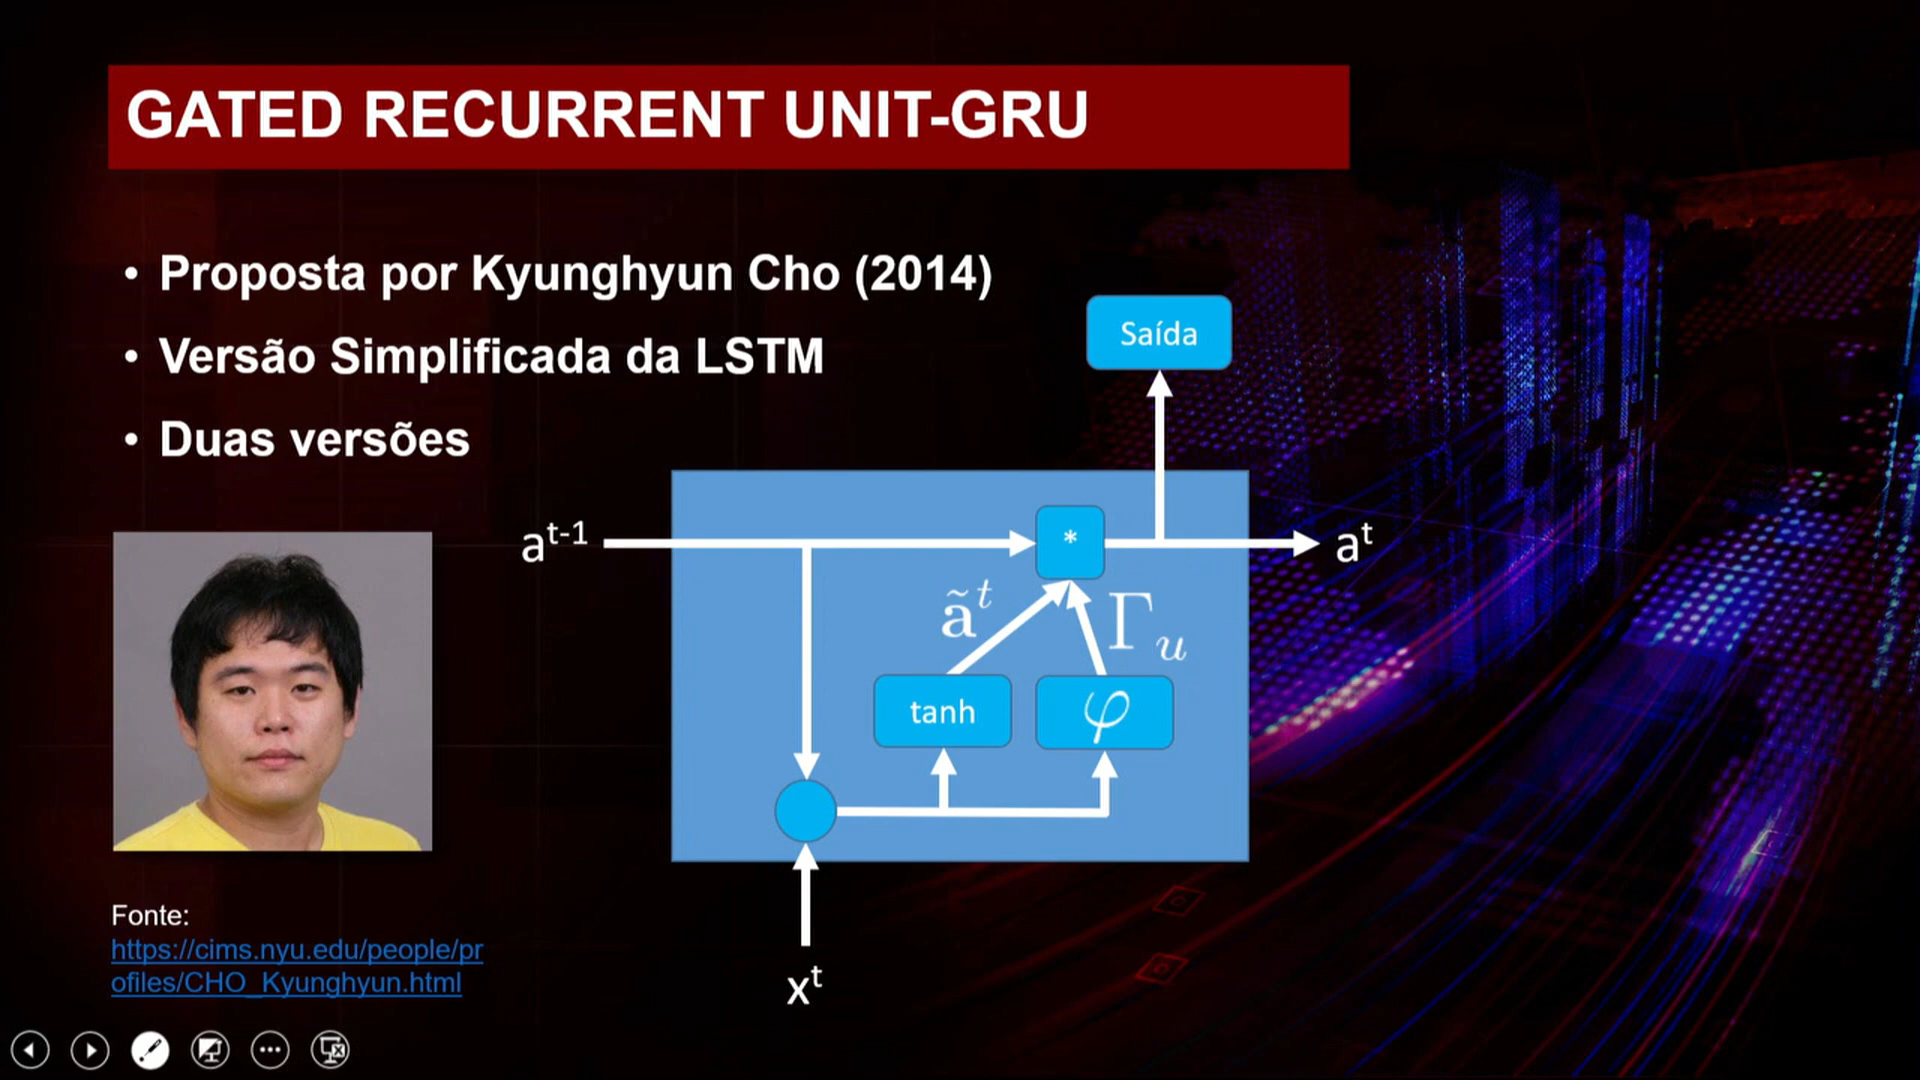 GATED RECURRENT UNIT-GRU
• Proposta por Kyunghyun Cho (2014)
• Versão Simplificada da LSTM
• Duas versões
Saída
a^{t-1}
*
a^t
ã^t
Γ_u
tanh
φ
x^t
Fonte:
https://cims.nyu.edu/people/pr
ofiles/CHO_Kyunghyun.html